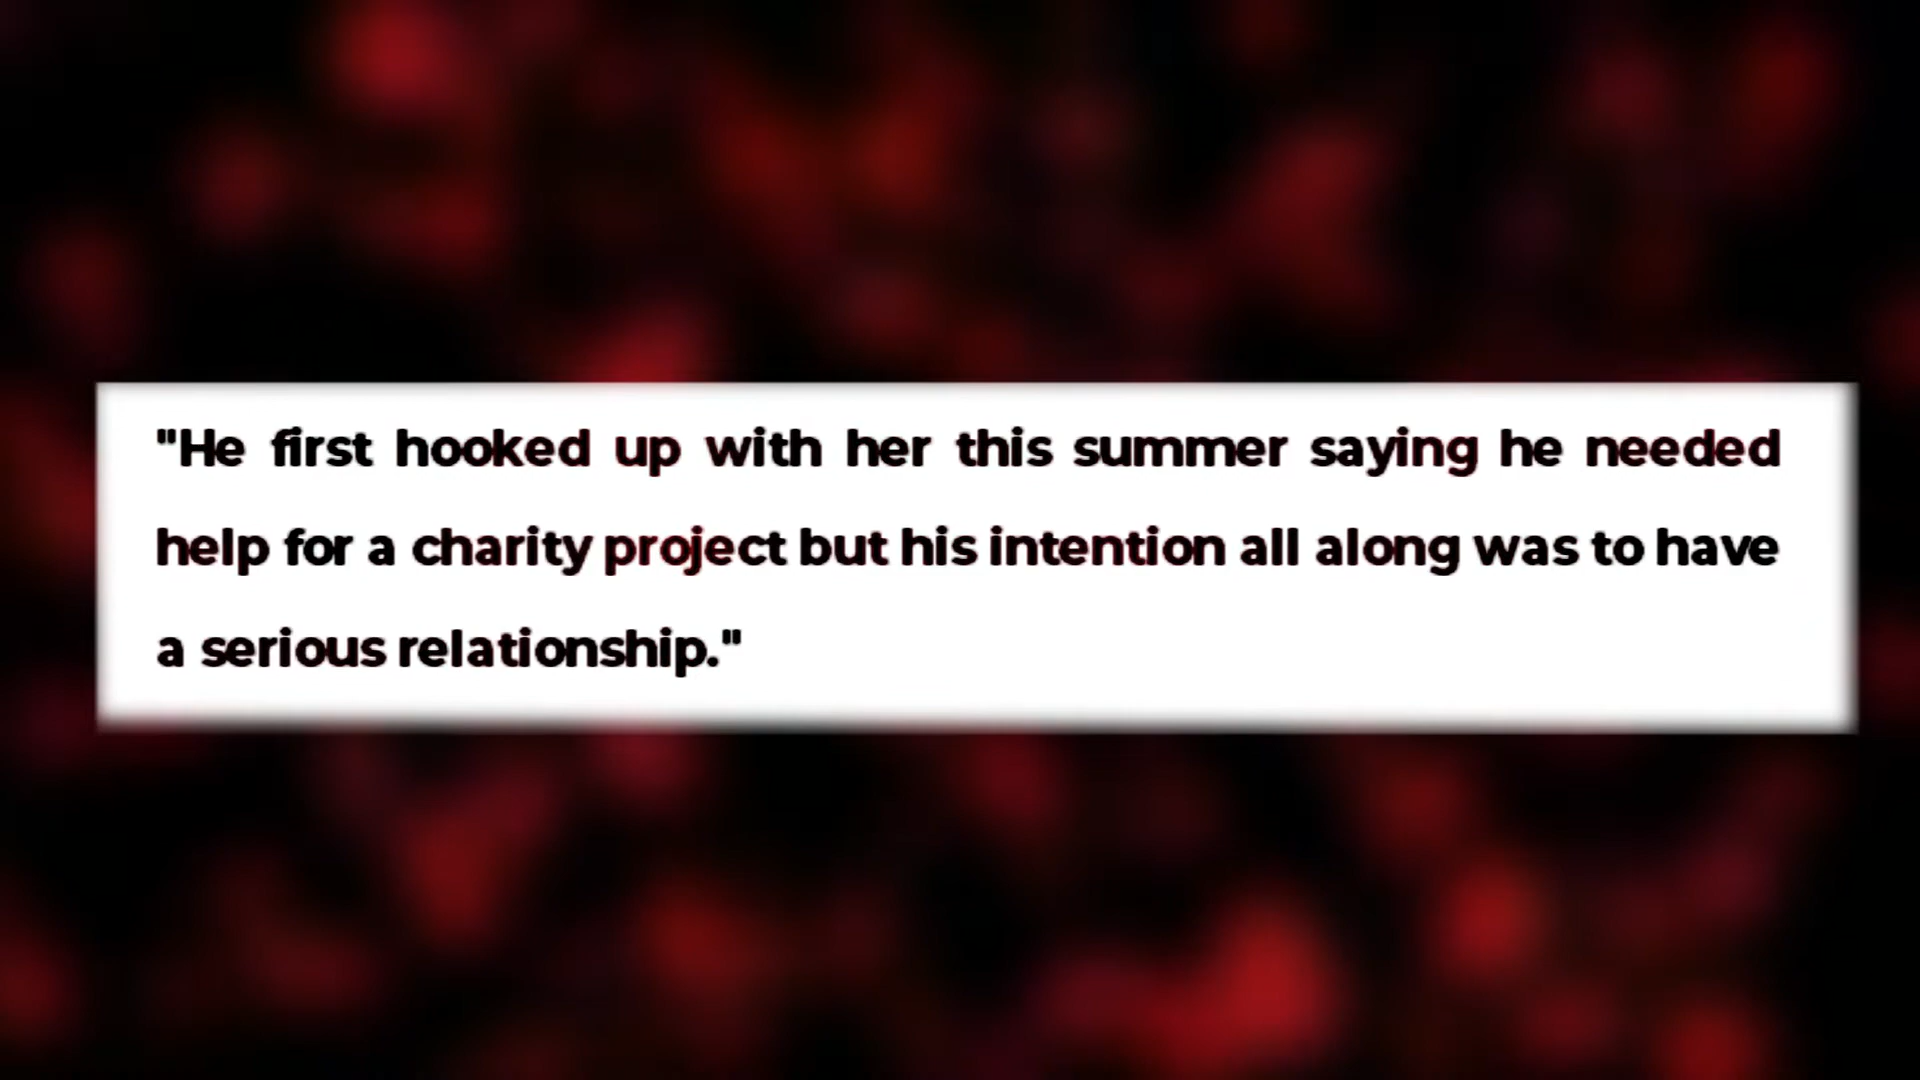 "He first hooked up with her this summer saying he needed
help for a charity project but his intention all along was to have
a serious relationship."